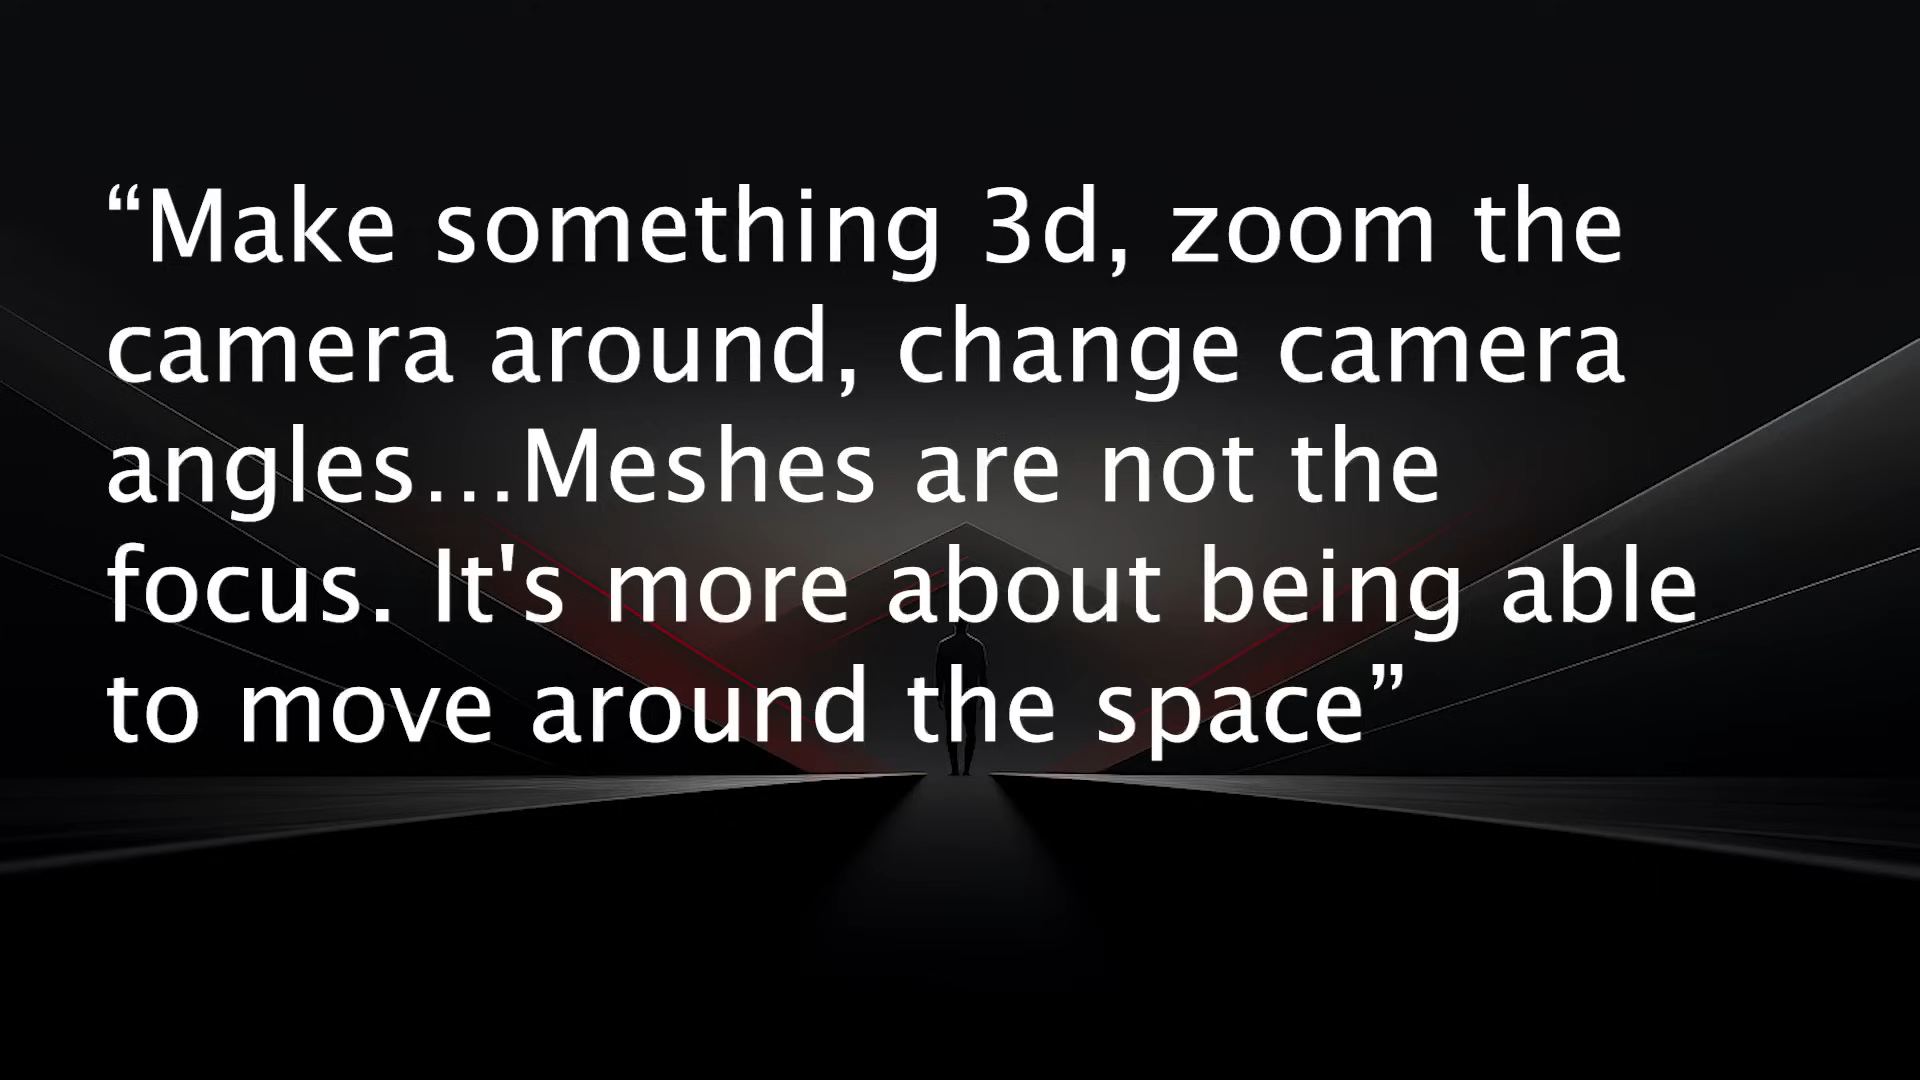 “Make something 3d, zoom the
camera around, change camera
angles…Meshes are not the
focus. It's more about being able
to move around the space”